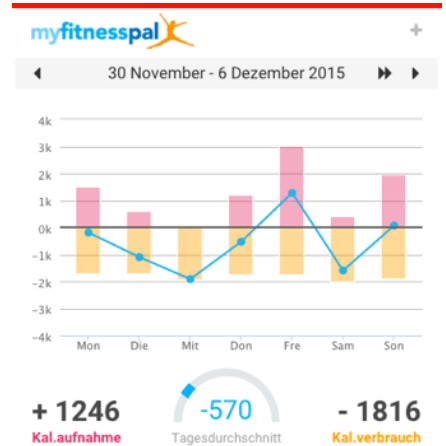 myfitnesspal
30 November - 6 Dezember 2015
4k
3k
2k
1k
0k
-1k
-2k
-3k
-4k
Mon Die Mit Don Fre Sam Son
+ 1246 -570 - 1816
Kal.aufnahme Tagesdurchschnitt Kal.verbrauch